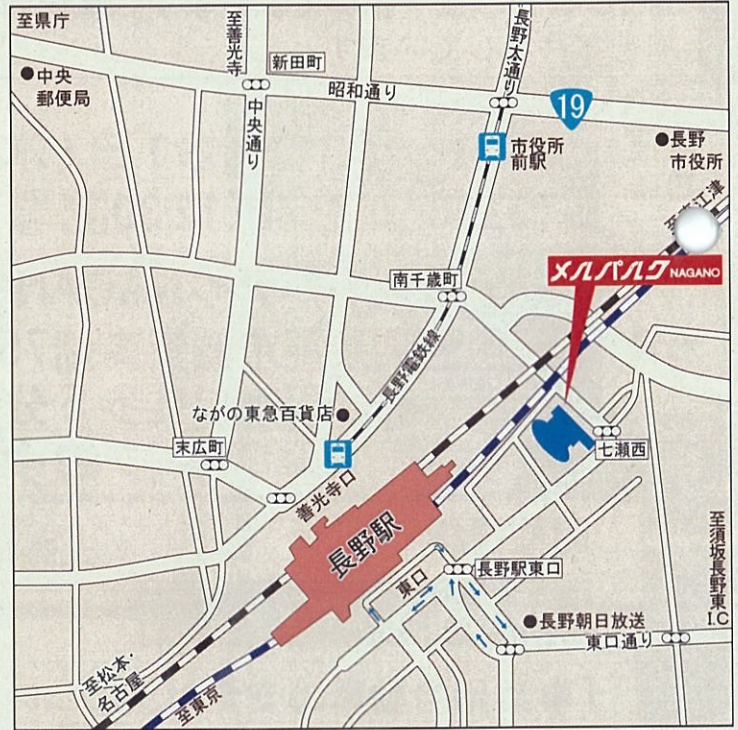 至県庁
至善光寺
新田町
長野大通り
中央
郵便局
昭和通り
19
中央通り
市役所
前駅
長野
市役所
南千歳町
メルパルク NAGANO
長野電鉄線
ながの東急百貨店
末広町
善光寺口
七瀬西
長野駅
東口
長野駅東口
至須坂長野東I.C
長野朝日放送
東口通り
至松本・
名古屋
至東京